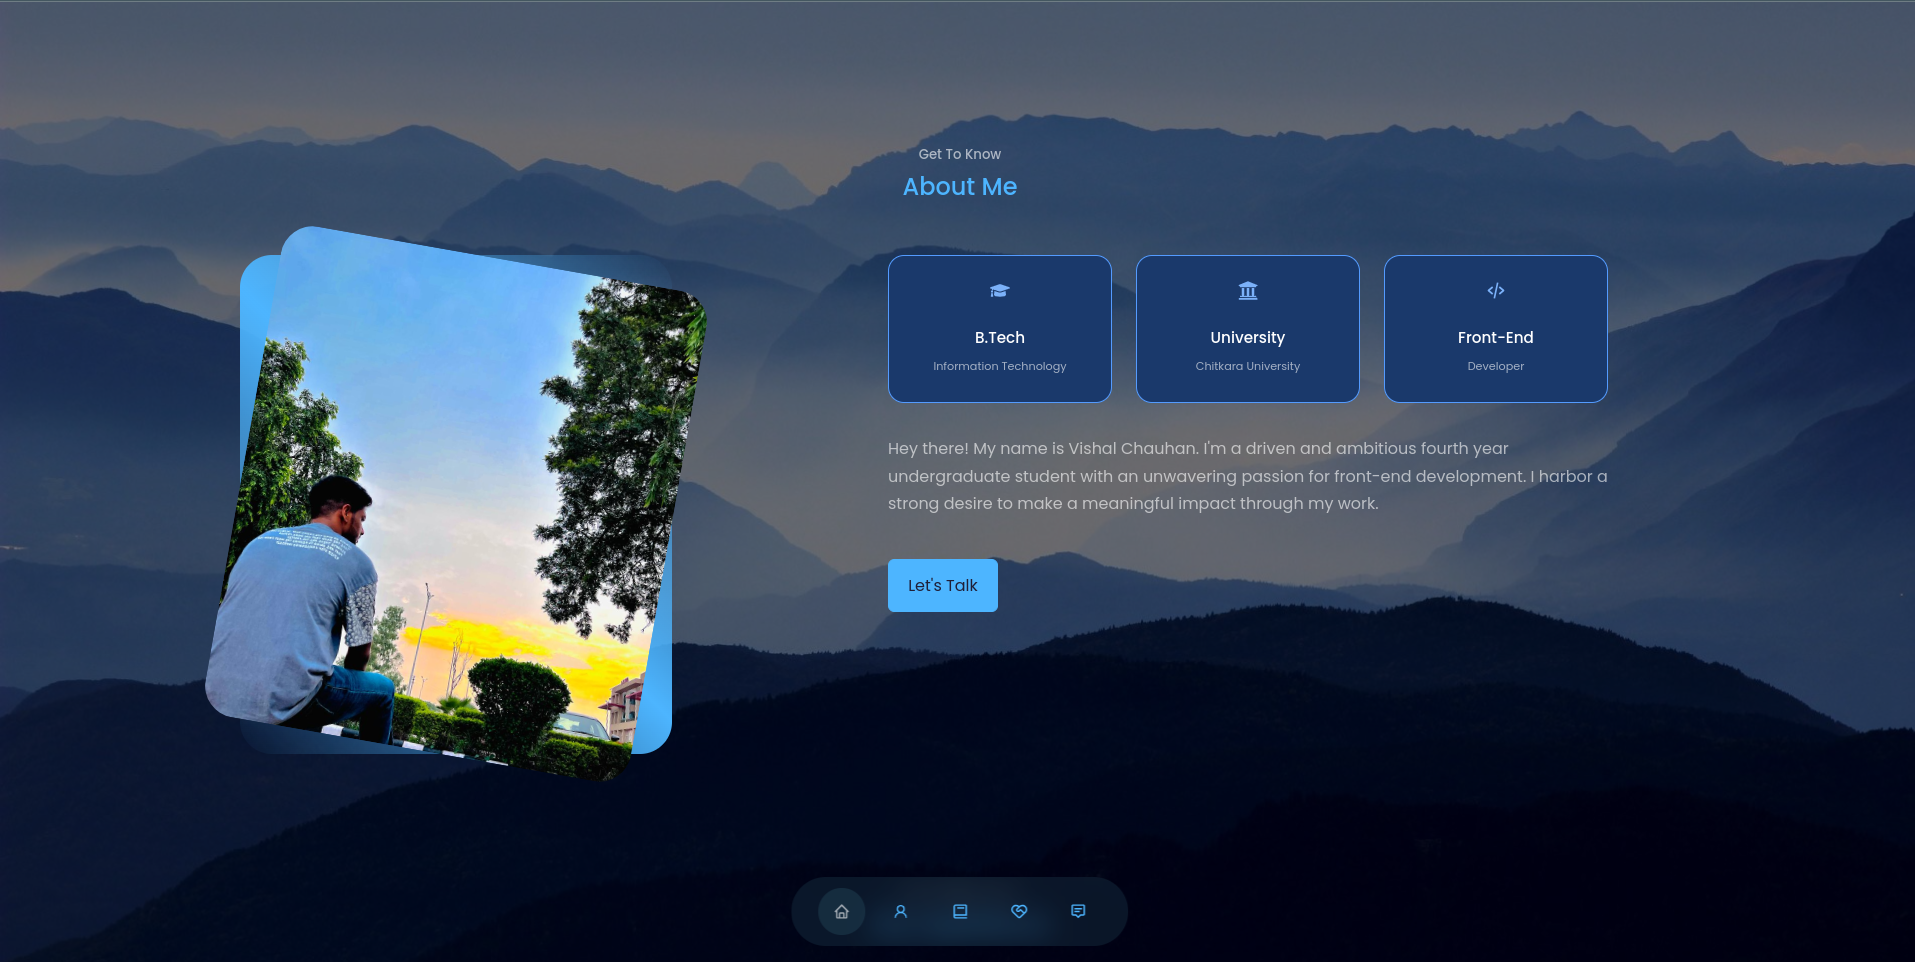 Get To Know
About Me
B.Tech
Information Technology
University
Chitkara University
Front-End
Developer
Hey there! My name is Vishal Chauhan. I'm a driven and ambitious fourth year
undergraduate student with an unwavering passion for front-end development. I harbor a
strong desire to make a meaningful impact through my work.
Let's Talk